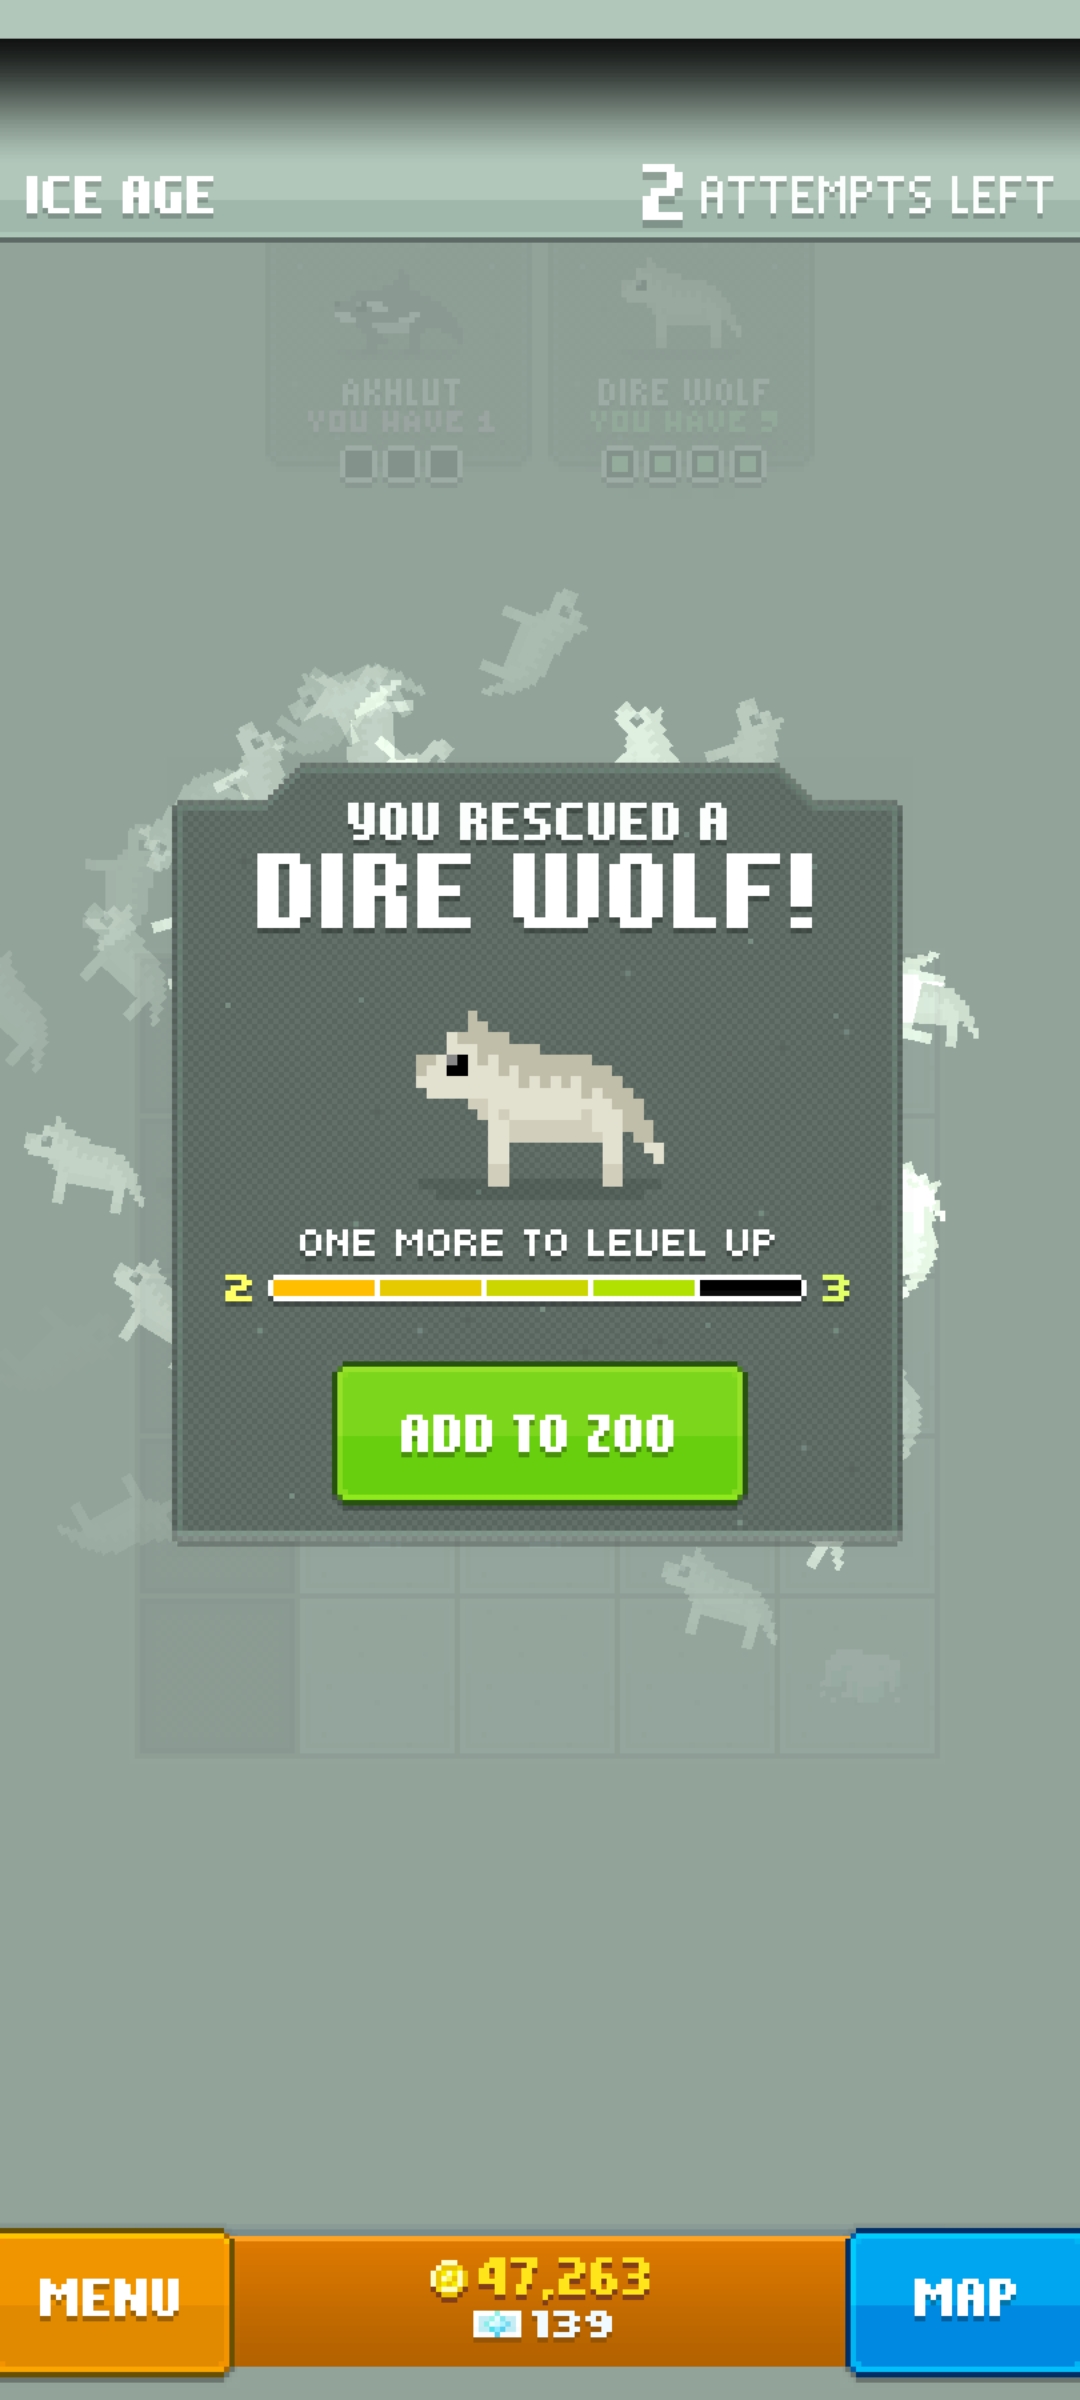 ICE AGE
2 ATTEMPTS LEFT
AKHLUT
YOU HAVE 1
DIRE WOLF
YOU HAVE 9
YOU RESCUED A
DIRE WOLF!
ONE MORE TO LEVEL UP
2
3
ADD TO ZOO
MENU
47,263
139
MAP